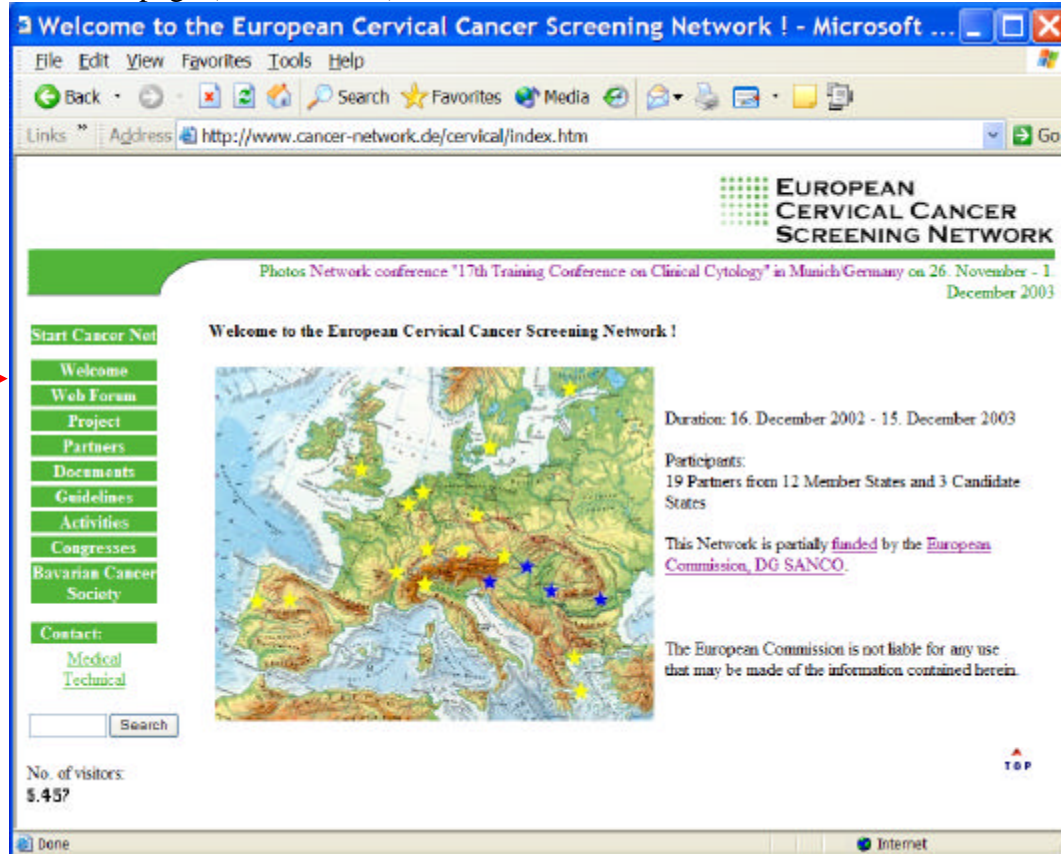 Welcome to the European Cervical Cancer Screening Network ! - Microsoft ...
File Edit View Favorites Tools Help
Back Search Favorites Media
Links » Address http://www.cancer-network.de/cervical/index.htm Go
EUROPEAN
CERVICAL CANCER
SCREENING NETWORK
Photos Network conference "17th Training Conference on Clinical Cytology" in Munich/Germany on 26. November - 1.
December 2003
Start Cancer Net
Welcome
Web Forum
Project
Partners
Documents
Guidelines
Activities
Congresses
Bavarian Cancer
Society
Contact:
Medical
Technical
Search
No. of visitors:
5.457
Welcome to the European Cervical Cancer Screening Network !
Duration: 16. December 2002 - 15. December 2003
Participants:
19 Partners from 12 Member States and 3 Candidate
States
This Network is partially funded by the European
Commission, DG SANCO.
The European Commission is not liable for any use
that may be made of the information contained herein.
TOP
Done Internet